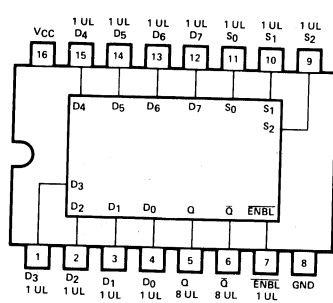 1 UL 1 UL 1 UL 1 UL 1 UL 1 UL 1 UL
VCC D4 D5 D6 D7 S0 S1 S2
16 15 14 13 12 11 10 9
D4 D5 D6 D7 S0 S1
S2
D3
D2 D1 D0 Q Q̅ E̅N̅B̅L̅
1 2 3 4 5 6 7 8
D3 D2 D1 D0 Q Q̅ E̅N̅B̅L̅ GND
1 UL 1 UL 1 UL 1 UL 8 UL 8 UL 1 UL